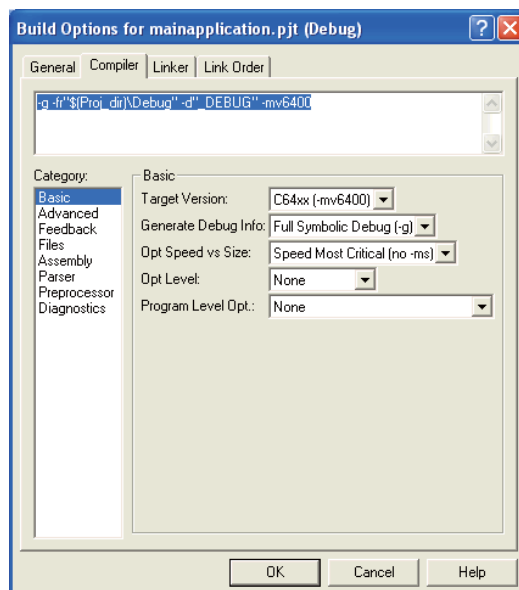 Build Options for mainapplication.pjt (Debug)
General Compiler Linker Link Order
-g -fr"$(Proj_dir)\Debug" -d"_DEBUG" -mv6400
Category:
Basic
Advanced
Feedback
Files
Assembly
Parser
Preprocessor
Diagnostics
Basic
Target Version: C64xx (-mv6400)
Generate Debug Info: Full Symbolic Debug (-g)
Opt Speed vs Size: Speed Most Critical (no -ms)
Opt Level: None
Program Level Opt.: None
OK Cancel Help